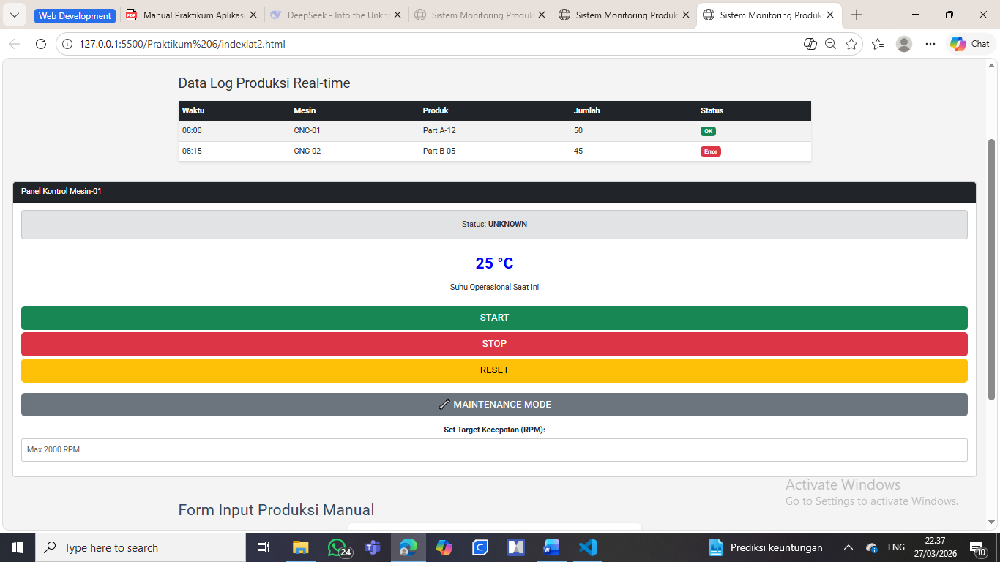 Web Development
Manual Praktikum Aplikasi
DeepSeek - Into the Unkn
Sistem Monitoring Produk
Sistem Monitoring Produk
Sistem Monitoring Produk
127.0.0.1:5500/Praktikum%206/indexlat2.html
Chat
Data Log Produksi Real-time
Waktu Mesin Produk Jumlah Status
08:00 CNC-01 Part A-12 50 OK
08:15 CNC-02 Part B-05 45 Error
Panel Kontrol Mesin-01
Status: UNKNOWN
25 °C
Suhu Operasional Saat Ini
START
STOP
RESET
MAINTENANCE MODE
Set Target Kecepatan (RPM):
Max 2000 RPM
Activate Windows
Go to Settings to activate Windows.
Form Input Produksi Manual
Type here to search
24
Prediksi keuntungan
ENG
22.37
27/03/2026
10